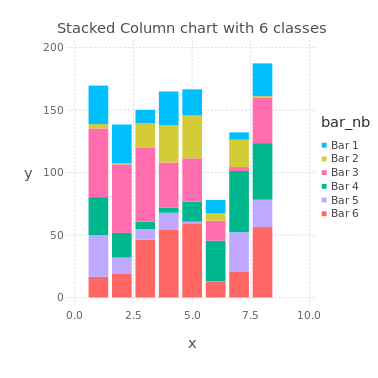 Stacked Column chart with 6 classes
200
150
100
50
0
y
0.0 2.5 5.0 7.5 10.0
x
bar_nb
Bar 1
Bar 2
Bar 3
Bar 4
Bar 5
Bar 6